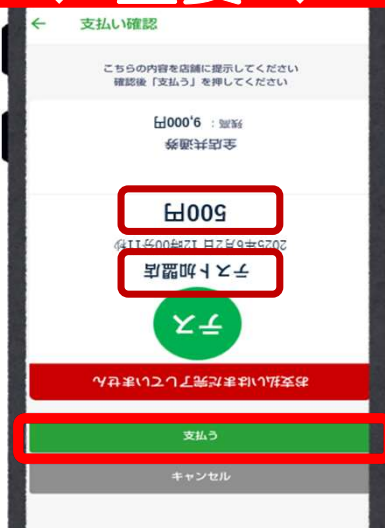 支払い確認
こちらの内容を店舗に提示してください
確認後「支払う」を押してください
お支払いはまだ完了していません
テス
テスト加盟店
2025年6月2日 12時00分11秒
500円
全店共通券
残高 : 9,000円
支払う
キャンセル